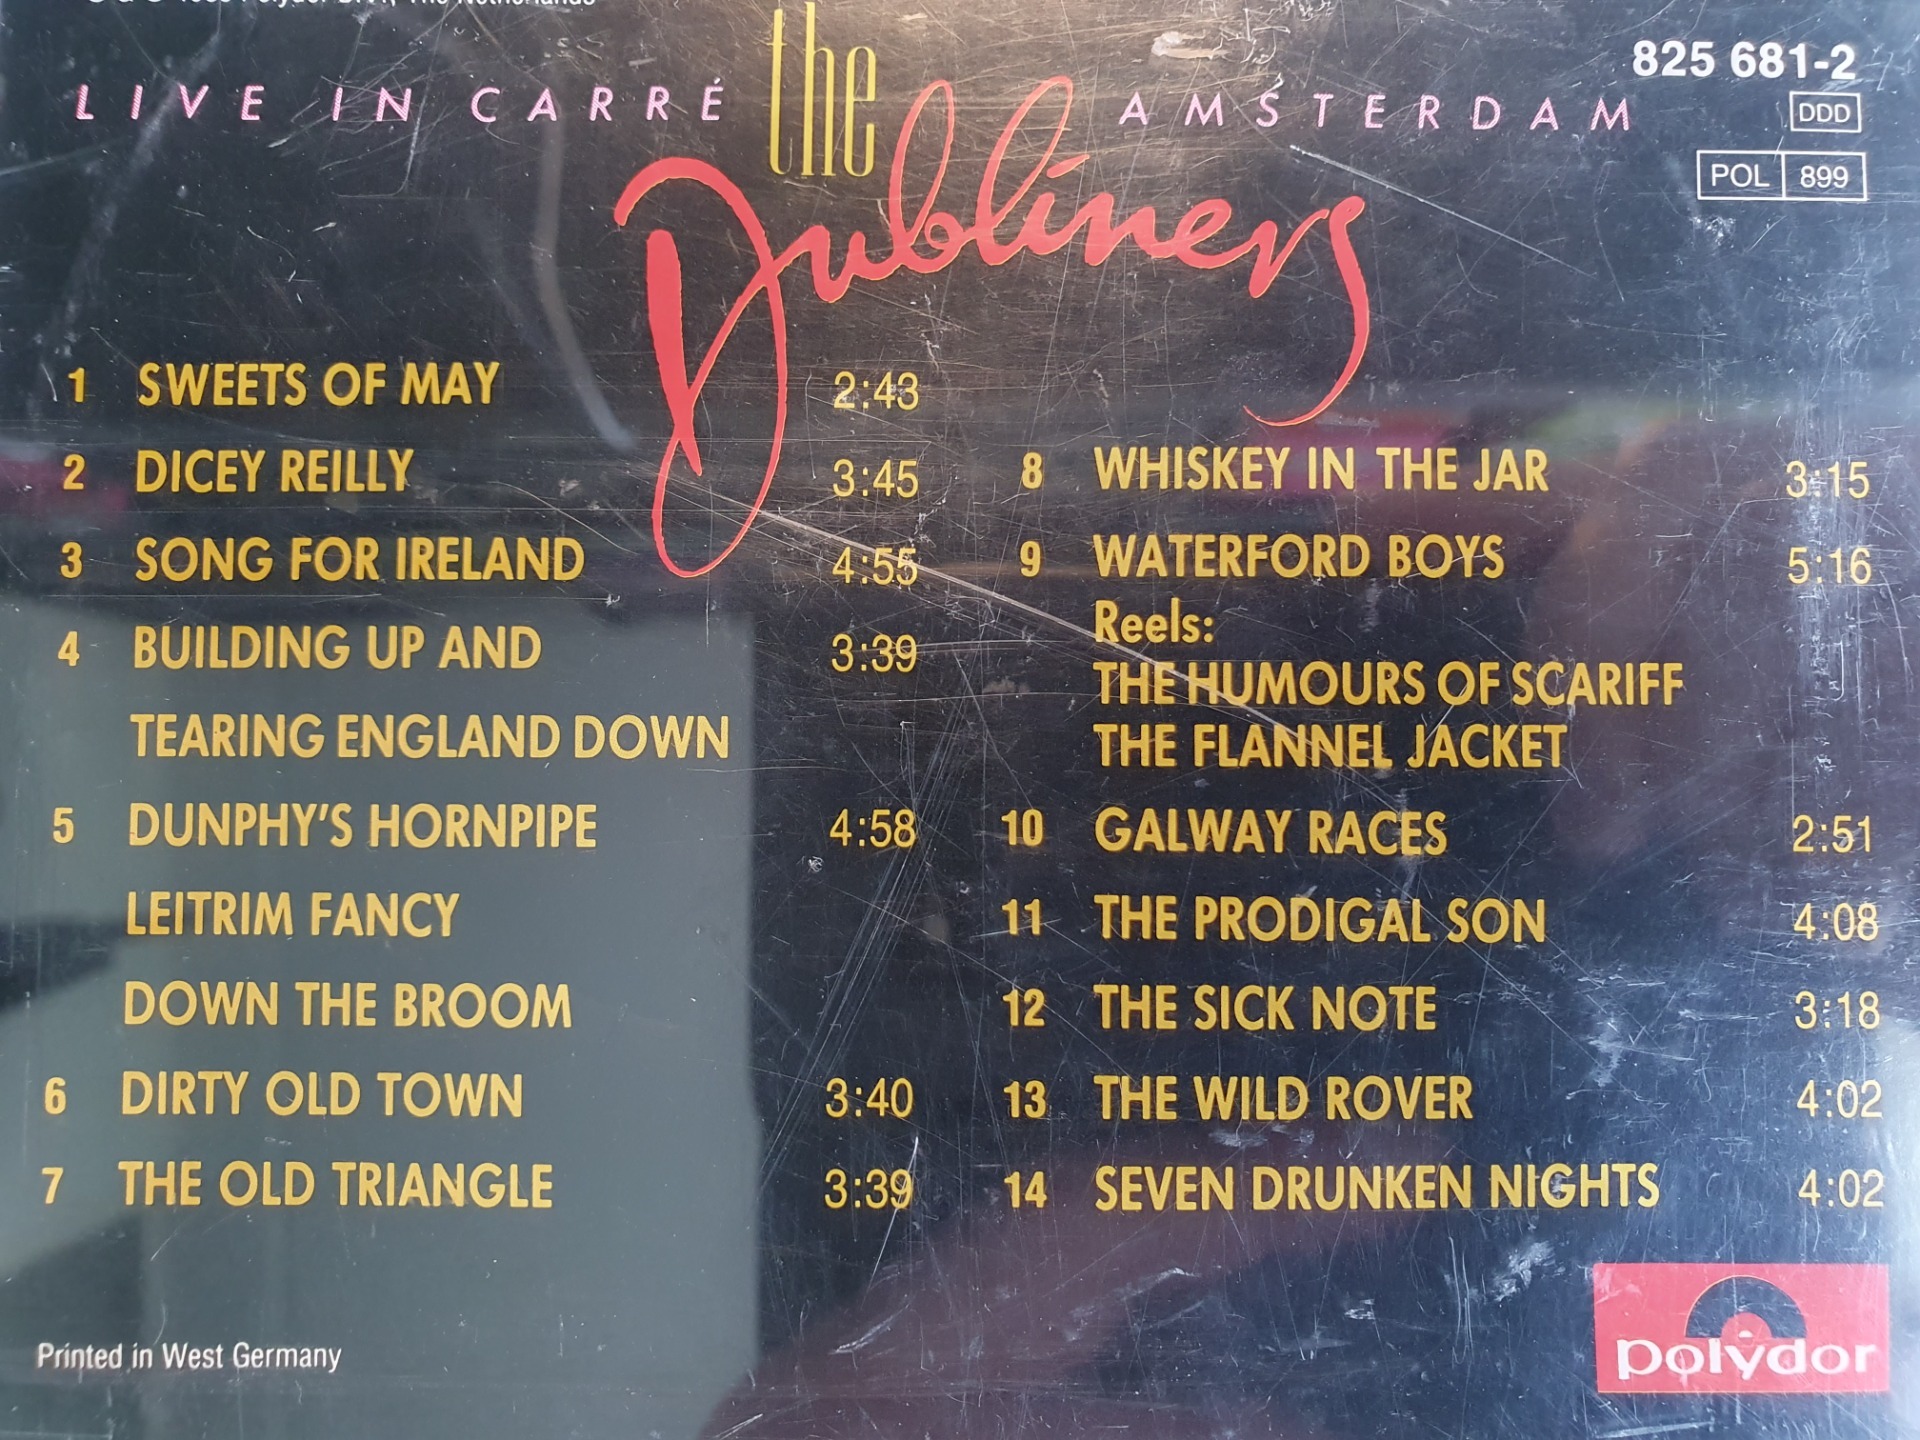 Polydor B.V., The Netherlands
LIVE IN CARRÉ the Dubliners AMSTERDAM
825 681-2
DDD
POL 899
1 SWEETS OF MAY 2:43
2 DICEY REILLY 3:45
3 SONG FOR IRELAND 4:55
4 BUILDING UP AND 3:39
TEARING ENGLAND DOWN
5 DUNPHY'S HORNPIPE 4:58
LEITRIM FANCY
DOWN THE BROOM
6 DIRTY OLD TOWN 3:40
7 THE OLD TRIANGLE 3:39
8 WHISKEY IN THE JAR 3:15
9 WATERFORD BOYS 5:16
Reels:
THE HUMOURS OF SCARIFF
THE FLANNEL JACKET
10 GALWAY RACES 2:51
11 THE PRODIGAL SON 4:08
12 THE SICK NOTE 3:18
13 THE WILD ROVER 4:02
14 SEVEN DRUNKEN NIGHTS 4:02
Printed in West Germany
polydor